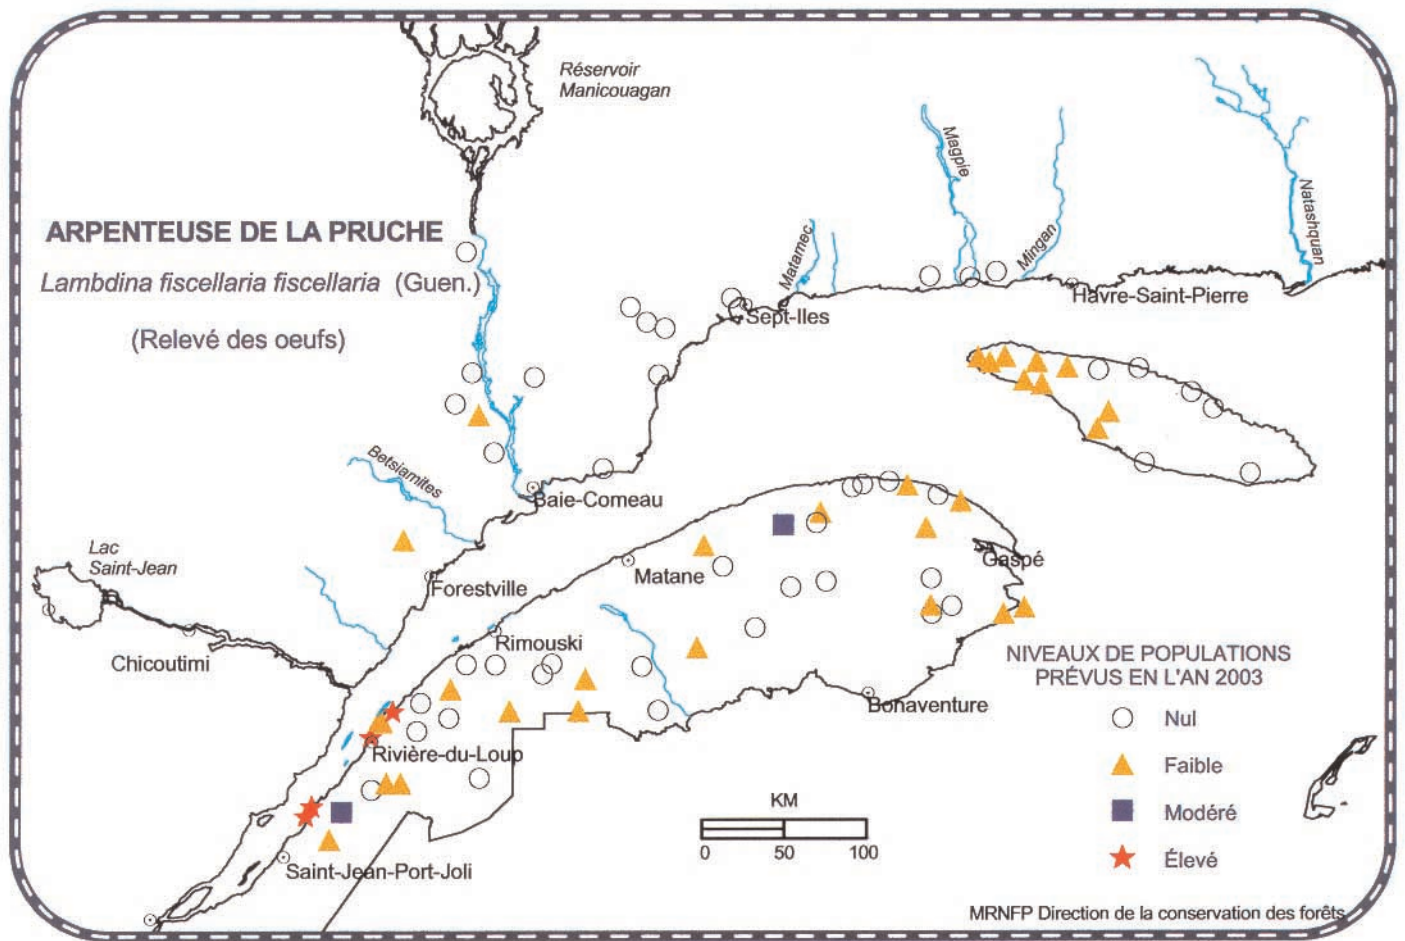 Réservoir
Manicouagan
ARPENTEUSE DE LA PRUCHE
Lambdina fiscellaria fiscellaria (Guen.)
(Relevé des oeufs)
Magpie
Mingan
Matamec
Natashquan
Havre-Saint-Pierre
Sept-Iles
Betsiamites
Baie-Comeau
Lac
Saint-Jean
Forestville
Matane
Gaspé
Chicoutimi
Rimouski
Bonaventure
Rivière-du-Loup
Saint-Jean-Port-Joli
NIVEAUX DE POPULATIONS
PRÉVUS EN L'AN 2003
Nul
Faible
Modéré
Élevé
KM
0 50 100
MRNFP Direction de la conservation des forêts